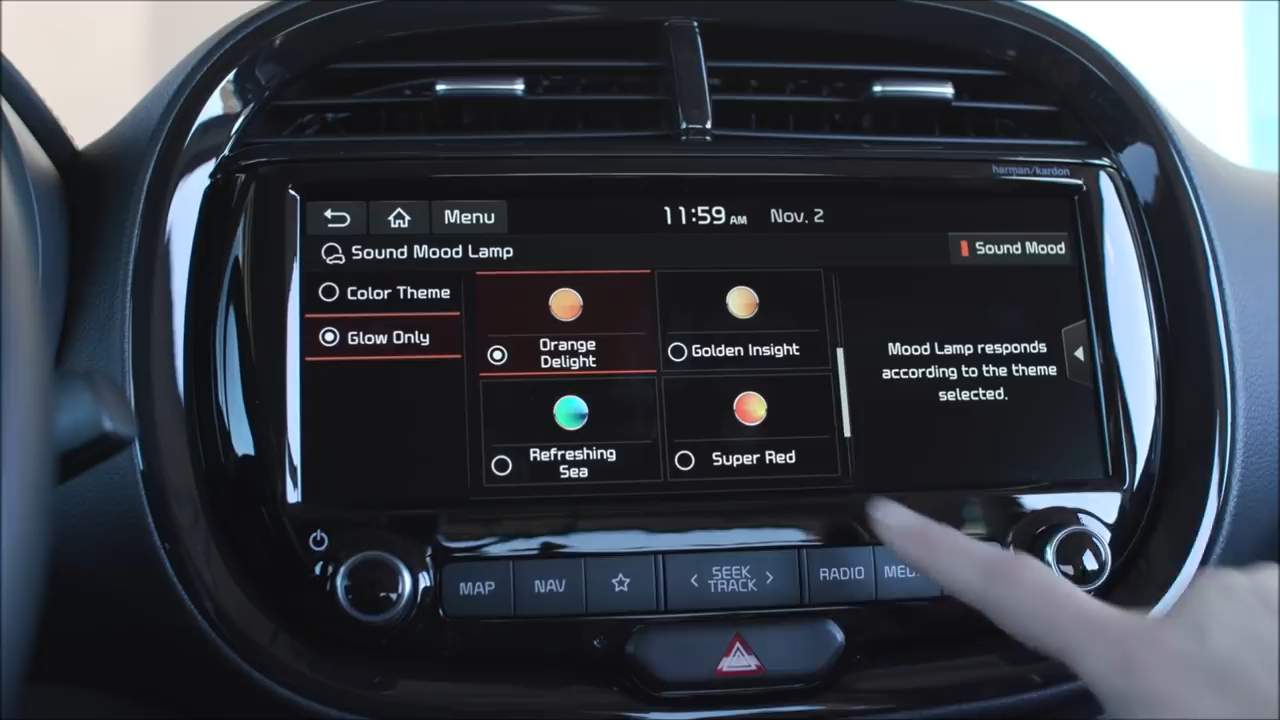 harman/kardon
Menu
11:59 AM
Nov. 2
Sound Mood Lamp
Sound Mood
Color Theme
Glow Only
Orange
Delight
Golden Insight
Refreshing
Sea
Super Red
Mood Lamp responds
according to the theme
selected.
MAP
NAV
SEEK
TRACK
RADIO